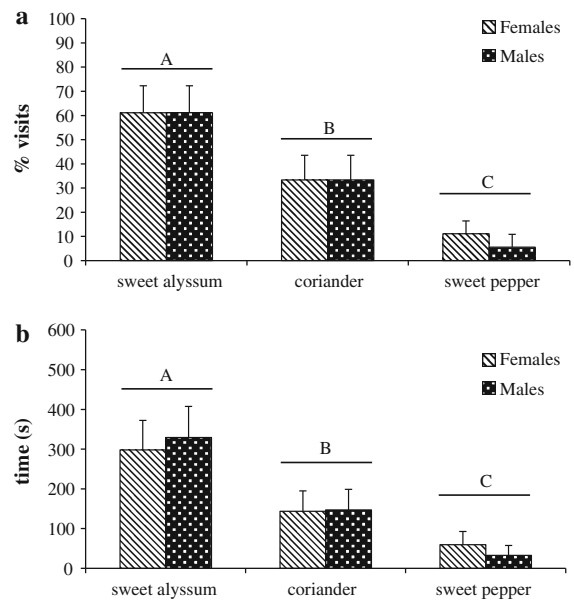 a
100
90
80
70
60
50
40
30
20
10
0
% visits
Females
Males
A
B
C
sweet alyssum
coriander
sweet pepper
b
600
500
400
300
200
100
0
time (s)
Females
Males
A
B
C
sweet alyssum
coriander
sweet pepper